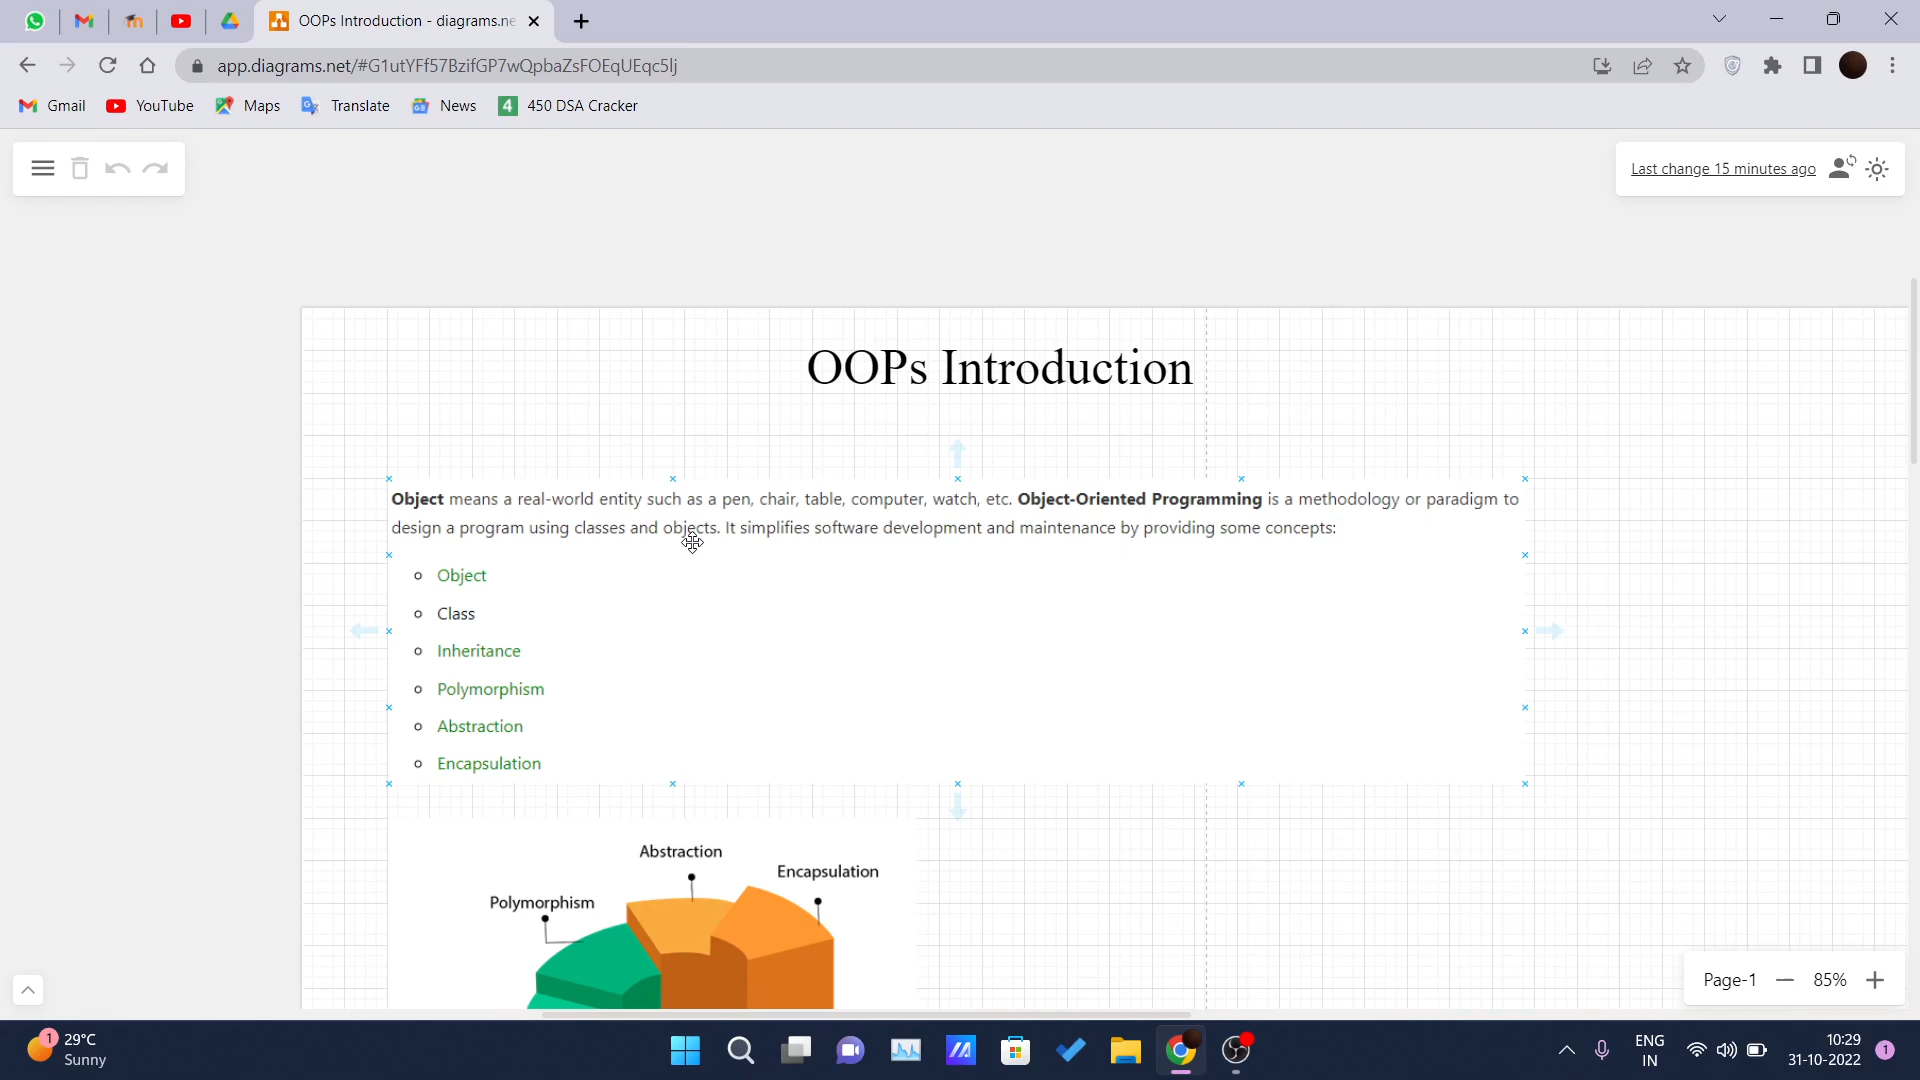 OOPs Introduction - diagrams.ne
app.diagrams.net/#G1utYFf57BzifGP7wQpbaZsFOEqUEqc5lj
Gmail
YouTube
Maps
Translate
News
4
450 DSA Cracker
Last change 15 minutes ago
OOPs Introduction
Object means a real-world entity such as a pen, chair, table, computer, watch, etc. Object-Oriented Programming is a methodology or paradigm to
design a program using classes and objects. It simplifies software development and maintenance by providing some concepts:
Object
Class
Inheritance
Polymorphism
Abstraction
Encapsulation
Abstraction
Encapsulation
Polymorphism
Page-1
85%
1
29°C
Sunny
ENG
IN
10:29
31-10-2022
1